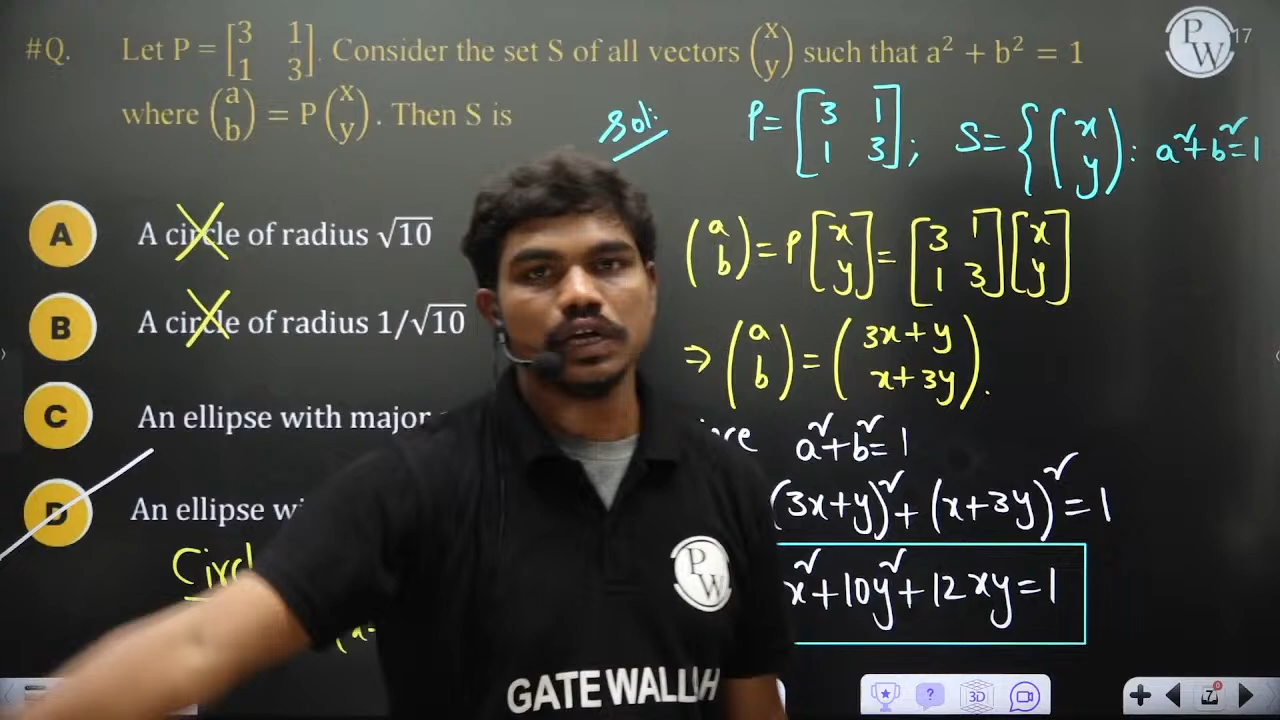 #Q. Let P = [3 1 1 3]. Consider the set S of all vectors (x y) such that a² + b² = 1
where (a b) = P (x y). Then S is
A A circle of radius √10
B A circle of radius 1/√10
C An ellipse with major
D An ellipse
Sol: P = [3 1 1 3]; S = {(x y) : a² + b² = 1
(a b) = P [x y] = [3 1 1 3] [x y]
⇒ (a b) = (3x + y x + 3y).
a² + b² = 1
(3x+y)² + (x+3y)² = 1
x² + 10y² + 12xy = 1
PW
17
PW
GATE WALLAH
3D
7